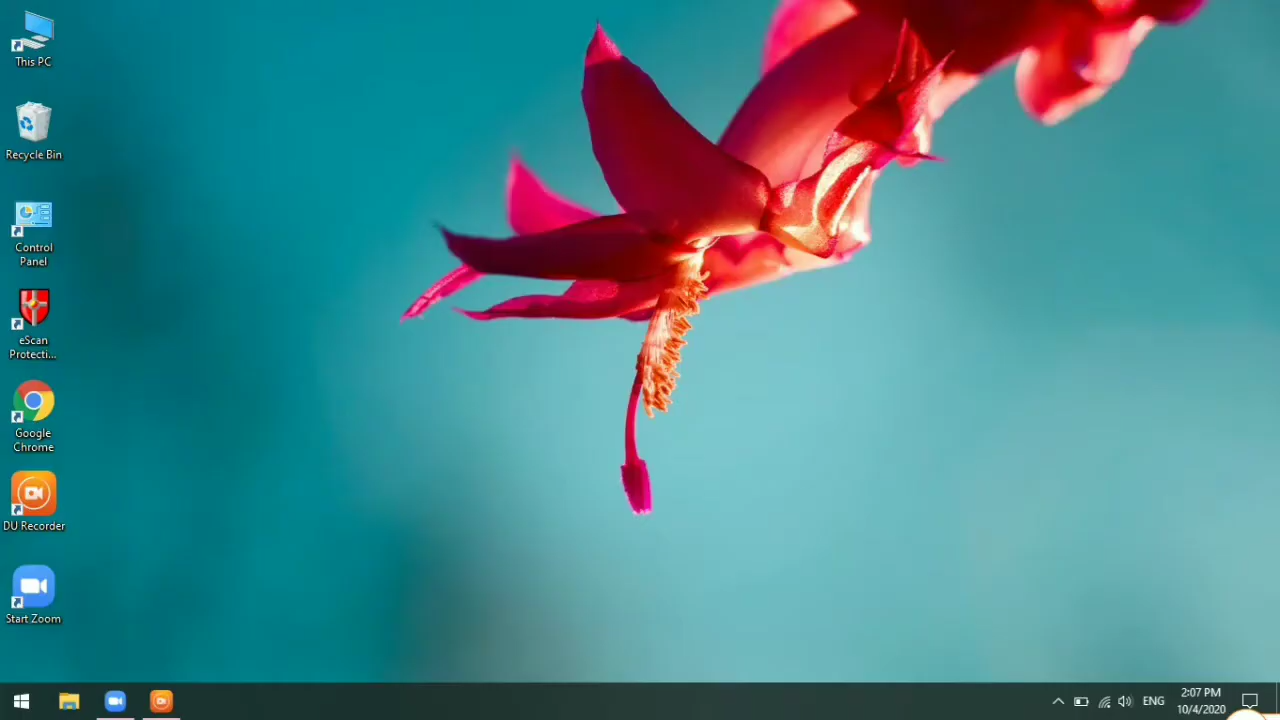 This PC
Recycle Bin
Control
Panel
eScan
Protecti...
Google
Chrome
DU Recorder
Start Zoom
ENG
2:07 PM
10/4/2020